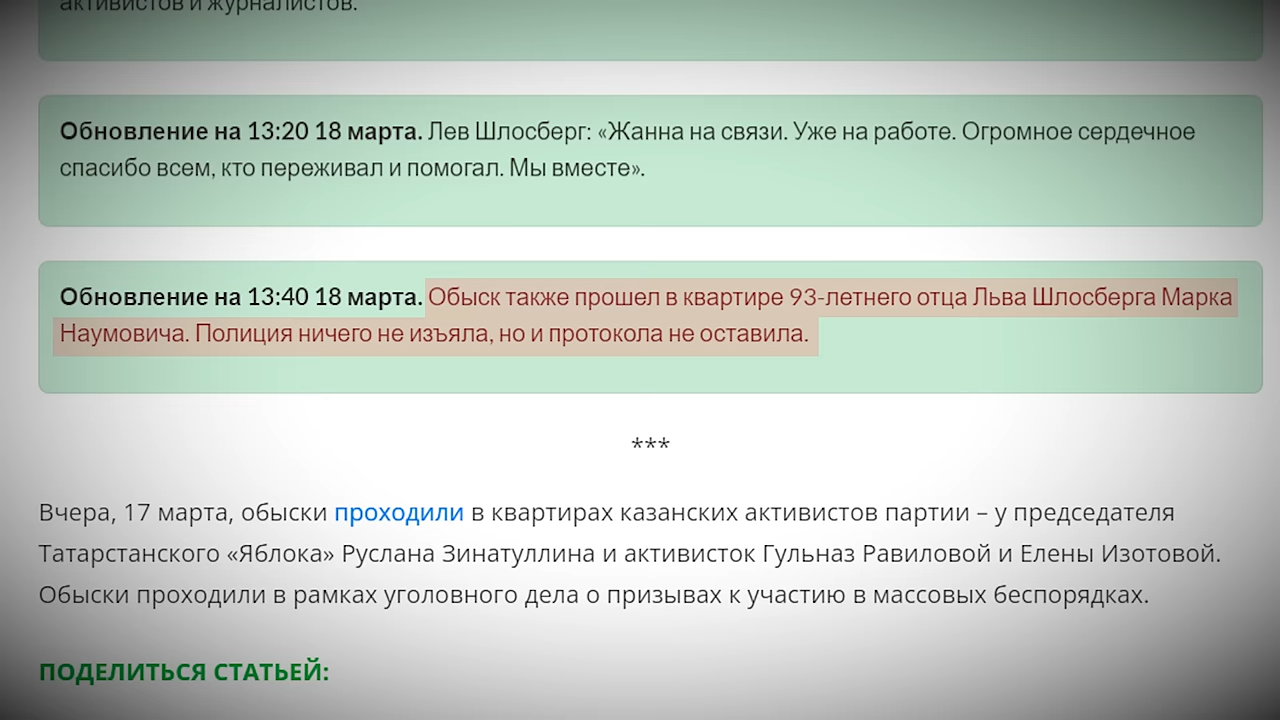 активистов и журналистов.
Обновление на 13:20 18 марта. Лев Шлосберг: «Жанна на связи. Уже на работе. Огромное сердечное
спасибо всем, кто переживал и помогал. Мы вместе».
Обновление на 13:40 18 марта. Обыск также прошел в квартире 93-летнего отца Льва Шлосберга Марка
Наумовича. Полиция ничего не изъяла, но и протокола не оставила.
***
Вчера, 17 марта, обыски проходили в квартирах казанских активистов партии – у председателя
Татарстанского «Яблока» Руслана Зинатуллина и активисток Гульназ Равиловой и Елены Изотовой.
Обыски проходили в рамках уголовного дела о призывах к участию в массовых беспорядках.
ПОДЕЛИТЬСЯ СТАТЬЕЙ: